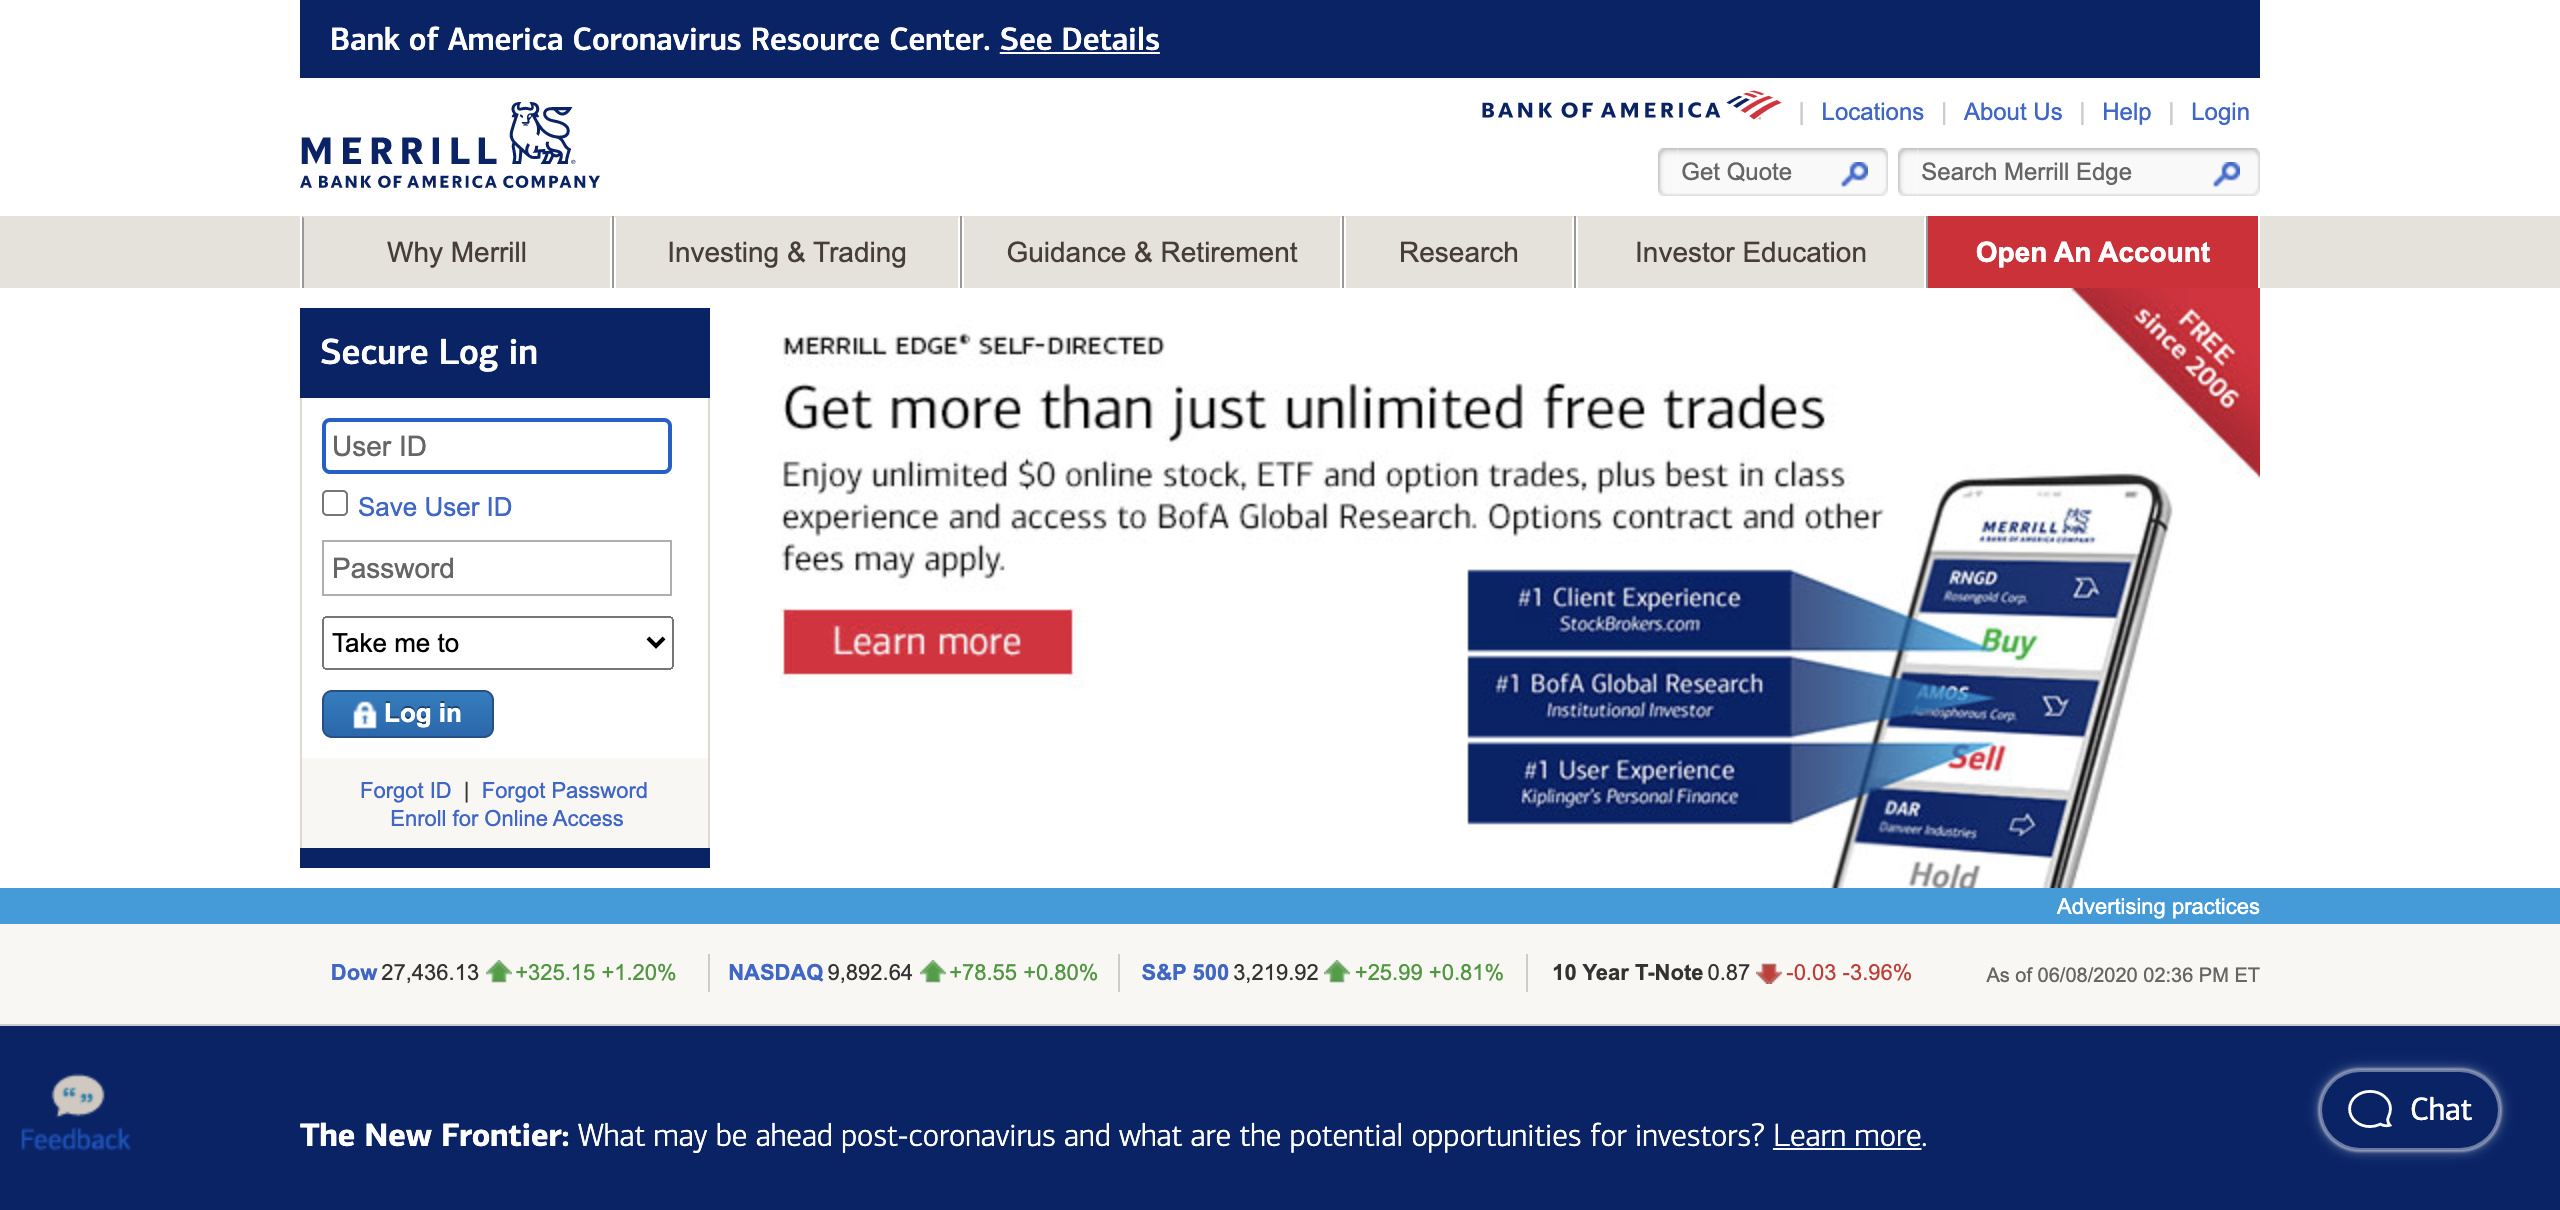 Bank of America Coronavirus Resource Center. See Details
MERRILL
A BANK OF AMERICA COMPANY
BANK OF AMERICA | Locations | About Us | Help | Login
Get Quote
Search Merrill Edge
Why Merrill
Investing & Trading
Guidance & Retirement
Research
Investor Education
Open An Account
Secure Log in
User ID
Save User ID
Password
Take me to
Log in
Forgot ID | Forgot Password
Enroll for Online Access
FREE
since 2006
MERRILL EDGE® SELF-DIRECTED
Get more than just unlimited free trades
Enjoy unlimited $0 online stock, ETF and option trades, plus best in class
experience and access to BofA Global Research. Options contract and other
fees may apply.
Learn more
#1 Client Experience
StockBrokers.com
#1 BofA Global Research
Institutional Investor
#1 User Experience
Kiplinger's Personal Finance
MERRILL
A BANK OF AMERICA COMPANY
RNGD
Rosengold Corp.
Buy
AMOS
Corp.
Sell
DAR
Danveer Industries
Hold
Advertising practices
Dow 27,436.13 +325.15 +1.20%
NASDAQ 9,892.64 +78.55 +0.80%
S&P 500 3,219.92 +25.99 +0.81%
10 Year T-Note 0.87 -0.03 -3.96%
As of 06/08/2020 02:36 PM ET
Feedback
The New Frontier: What may be ahead post-coronavirus and what are the potential opportunities for investors? Learn more.
Chat